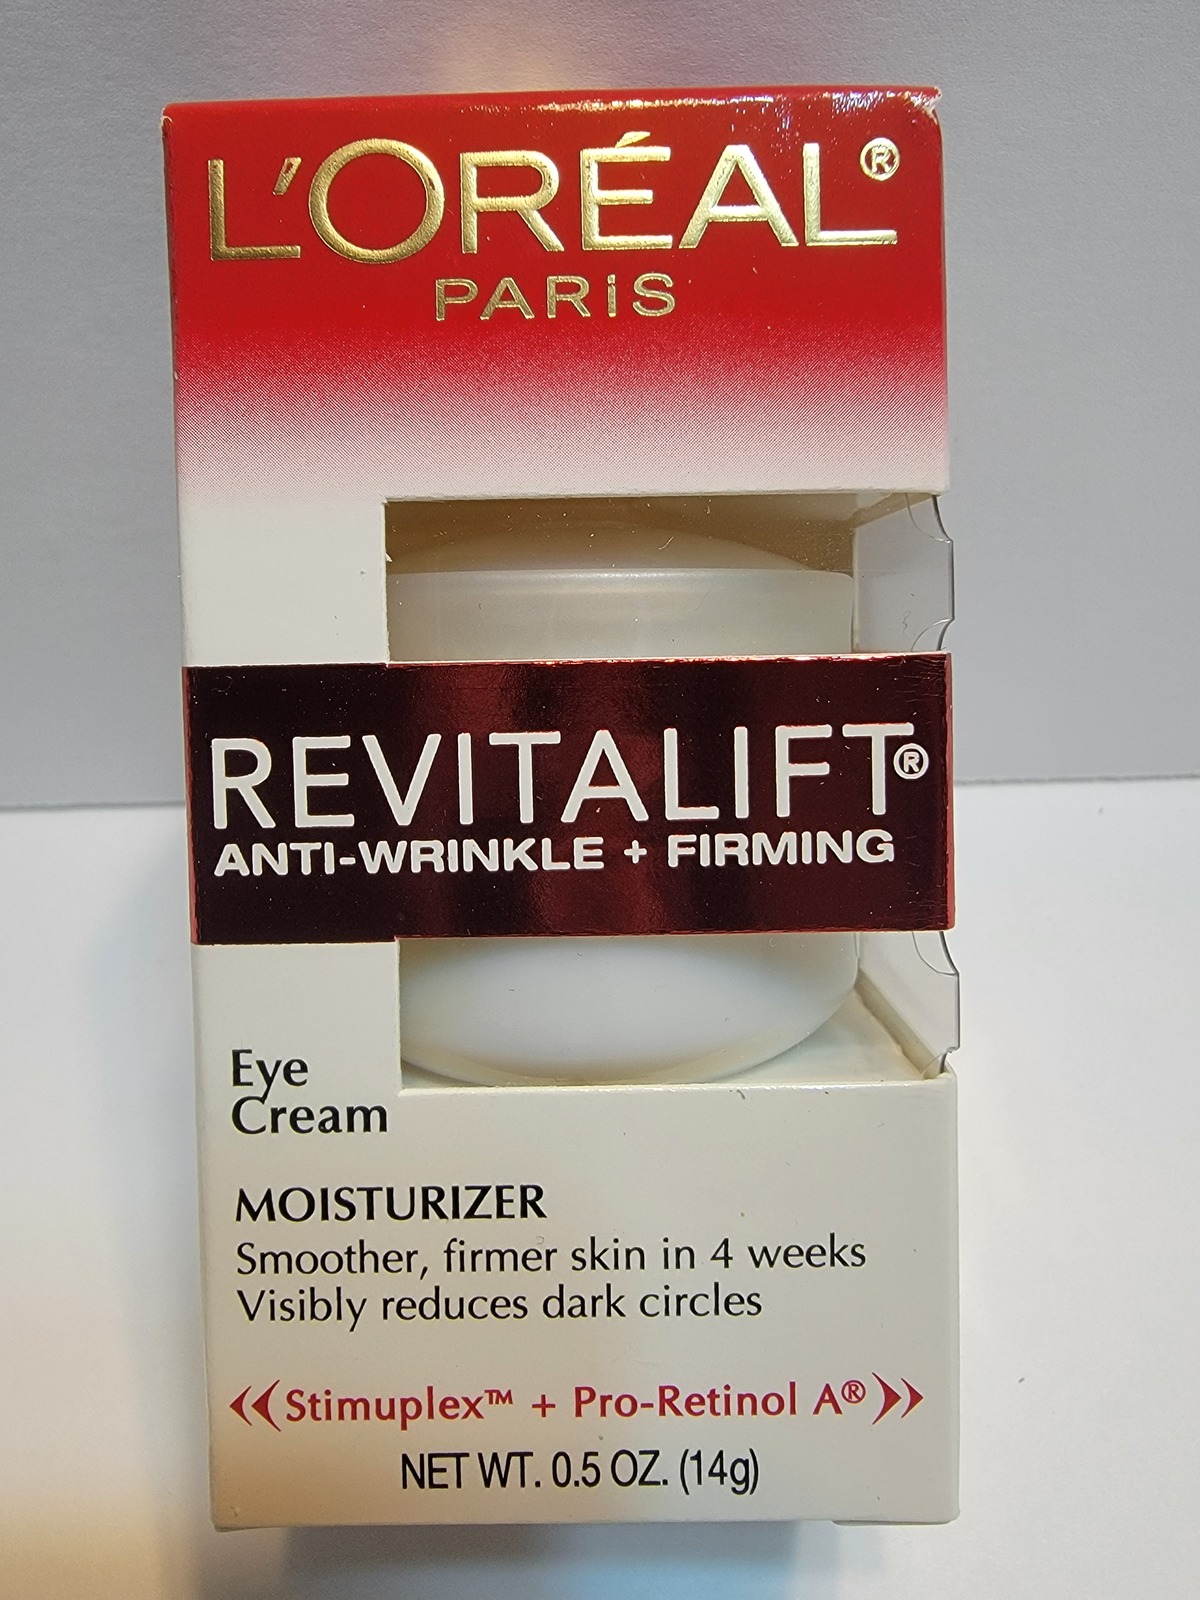 L'ORÉAL®
PARiS
REVITALIFT®
ANTI-WRINKLE + FIRMING
Eye
Cream
MOISTURIZER
Smoother, firmer skin in 4 weeks
Visibly reduces dark circles
Stimuplex™ + Pro-Retinol A®
NET WT. 0.5 OZ. (14g)